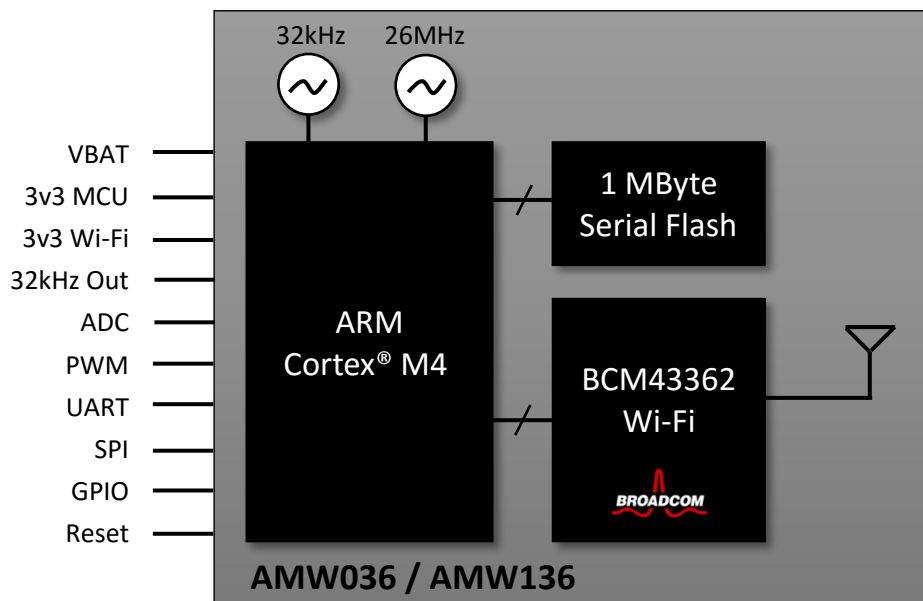 32kHz 26MHz
VBAT
3v3 MCU
3v3 Wi-Fi
32kHz Out
ADC
PWM
UART
SPI
GPIO
Reset
ARM
Cortex® M4
1 MByte
Serial Flash
BCM43362
Wi-Fi
BROADCOM
AMW036 / AMW136